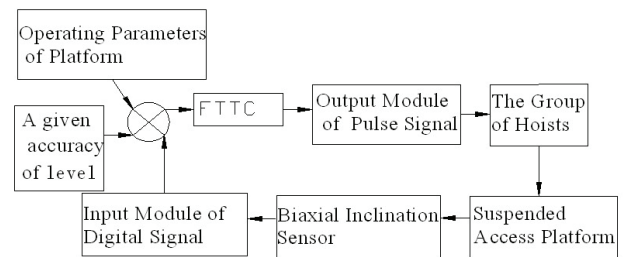 Operating Parameters
of Platform
A given
accuracy
of level
FTTC
Output Module
of Pulse Signal
The Group
of Hoists
Input Module of
Digital Signal
Biaxial Inclination
Sensor
Suspended
Access Platform